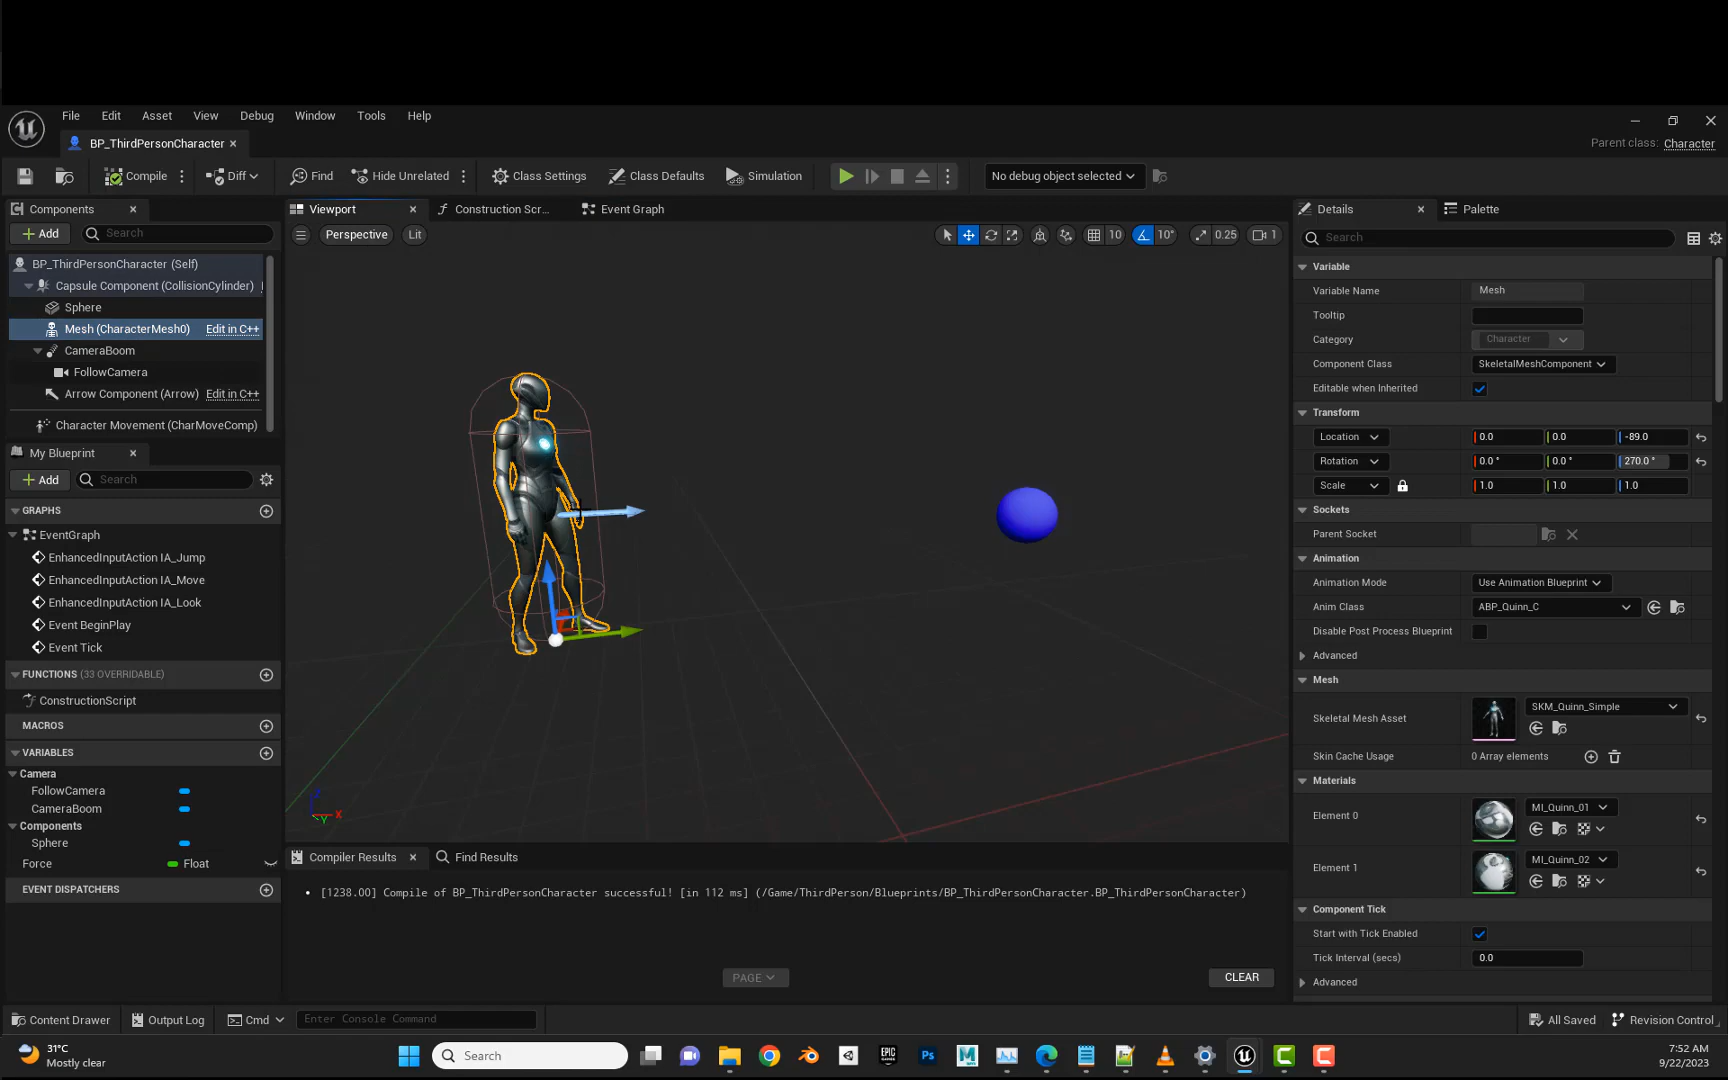 File Edit Asset View Debug Window Tools Help
BP_ThirdPersonCharacter
Parent class: Character
Compile Diff Find Hide Unrelated Class Settings Class Defaults Simulation No debug object selected
Components
Add Search
BP_ThirdPersonCharacter (Self)
Capsule Component (CollisionCylinder)
Sphere
Mesh (CharacterMesh0) Edit in C++
CameraBoom
FollowCamera
Arrow Component (Arrow) Edit in C++
Character Movement (CharMoveComp)
My Blueprint
Add Search
GRAPHS
EventGraph
EnhancedInputAction IA_Jump
EnhancedInputAction IA_Move
EnhancedInputAction IA_Look
Event BeginPlay
Event Tick
FUNCTIONS (33 OVERRIDABLE)
ConstructionScript
MACROS
VARIABLES
Camera
FollowCamera
CameraBoom
Components
Sphere
Force Float
EVENT DISPATCHERS
Viewport Construction Scr... Event Graph
Perspective Lit 10 10° 0.25 1
Z
X
Y
Compiler Results Find Results
[1238.00] Compile of BP_ThirdPersonCharacter successful! [in 112 ms] (/Game/ThirdPerson/Blueprints/BP_ThirdPersonCharacter.BP_ThirdPersonCharacter)
PAGE CLEAR
Details Palette
Search
Variable
Variable Name Mesh
Tooltip
Category Character
Component Class SkeletalMeshComponent
Editable when Inherited
Transform
Location 0.0 0.0 -89.0
Rotation 0.0 ° 0.0 ° 270.0 °
Scale 1.0 1.0 1.0
Sockets
Parent Socket
Animation
Animation Mode Use Animation Blueprint
Anim Class ABP_Quinn_C
Disable Post Process Blueprint
Advanced
Mesh
Skeletal Mesh Asset SKM_Quinn_Simple
Skin Cache Usage 0 Array elements
Materials
Element 0 MI_Quinn_01
Element 1 MI_Quinn_02
Component Tick
Start with Tick Enabled
Tick Interval (secs) 0.0
Advanced
Content Drawer Output Log Cmd Enter Console Command All Saved Revision Control
31°C
Mostly clear
Search
EPIC GAMES
Ps
M
C
C
7:52 AM
9/22/2023